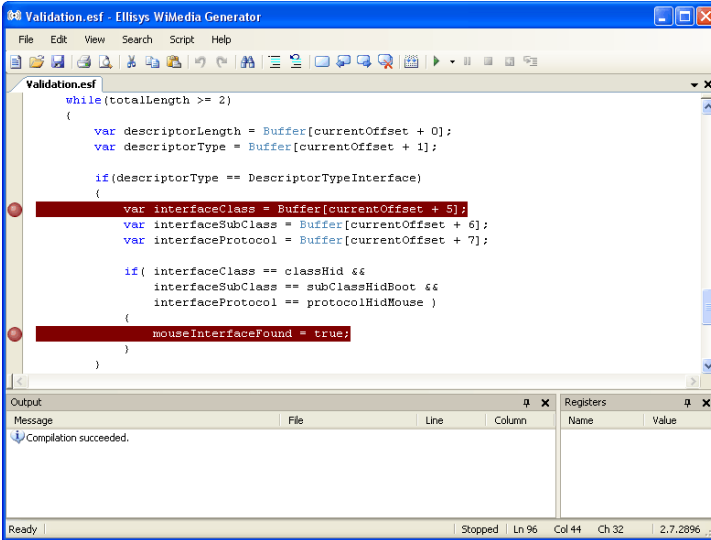 Validation.esf - Ellisys WiMedia Generator
File Edit View Search Script Help
Validation.esf
while(totalLength >= 2)
{
var descriptorLength = Buffer[currentOffset + 0];
var descriptorType = Buffer[currentOffset + 1];
if(descriptorType == DescriptorTypeInterface)
{
var interfaceClass = Buffer[currentOffset + 5];
var interfaceSubClass = Buffer[currentOffset + 6];
var interfaceProtocol = Buffer[currentOffset + 7];
if( interfaceClass == classHid &&
interfaceSubClass == subClassHidBoot &&
interfaceProtocol == protocolHidMouse )
{
mouseInterfaceFound = true;
}
}
Output Registers
Message File Line Column Name Value
Compilation succeeded.
Ready Stopped Ln 96 Col 44 Ch 32 2.7.2896